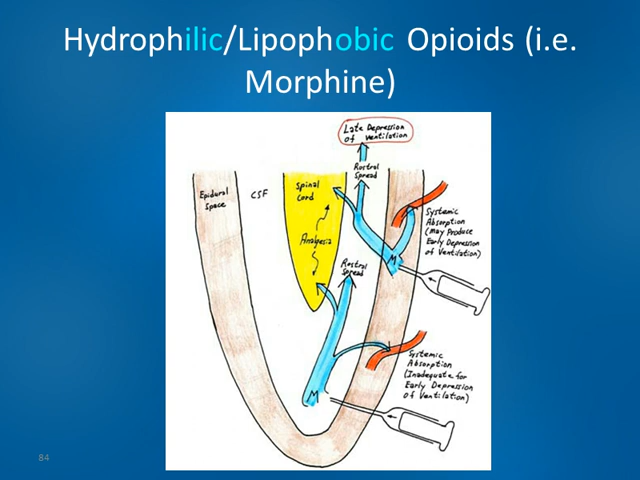 Hydrophilic/Lipophobic Opioids (i.e.
Morphine)
Late Depression
of Ventilation
Rostral
Spread
Epidural
Space
CSF
Spinal
Cord
Analgesia
Systemic
Absorption
(May Produce
Early Depression
of Ventilation)
M
Rostral
Spread
Systemic
Absorption
(Inadequate for
Early Depression
of Ventilation)
M
84